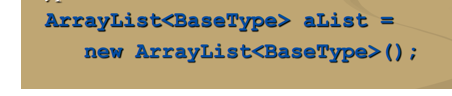 ArrayList<BaseType> aList =
new ArrayList<BaseType>();